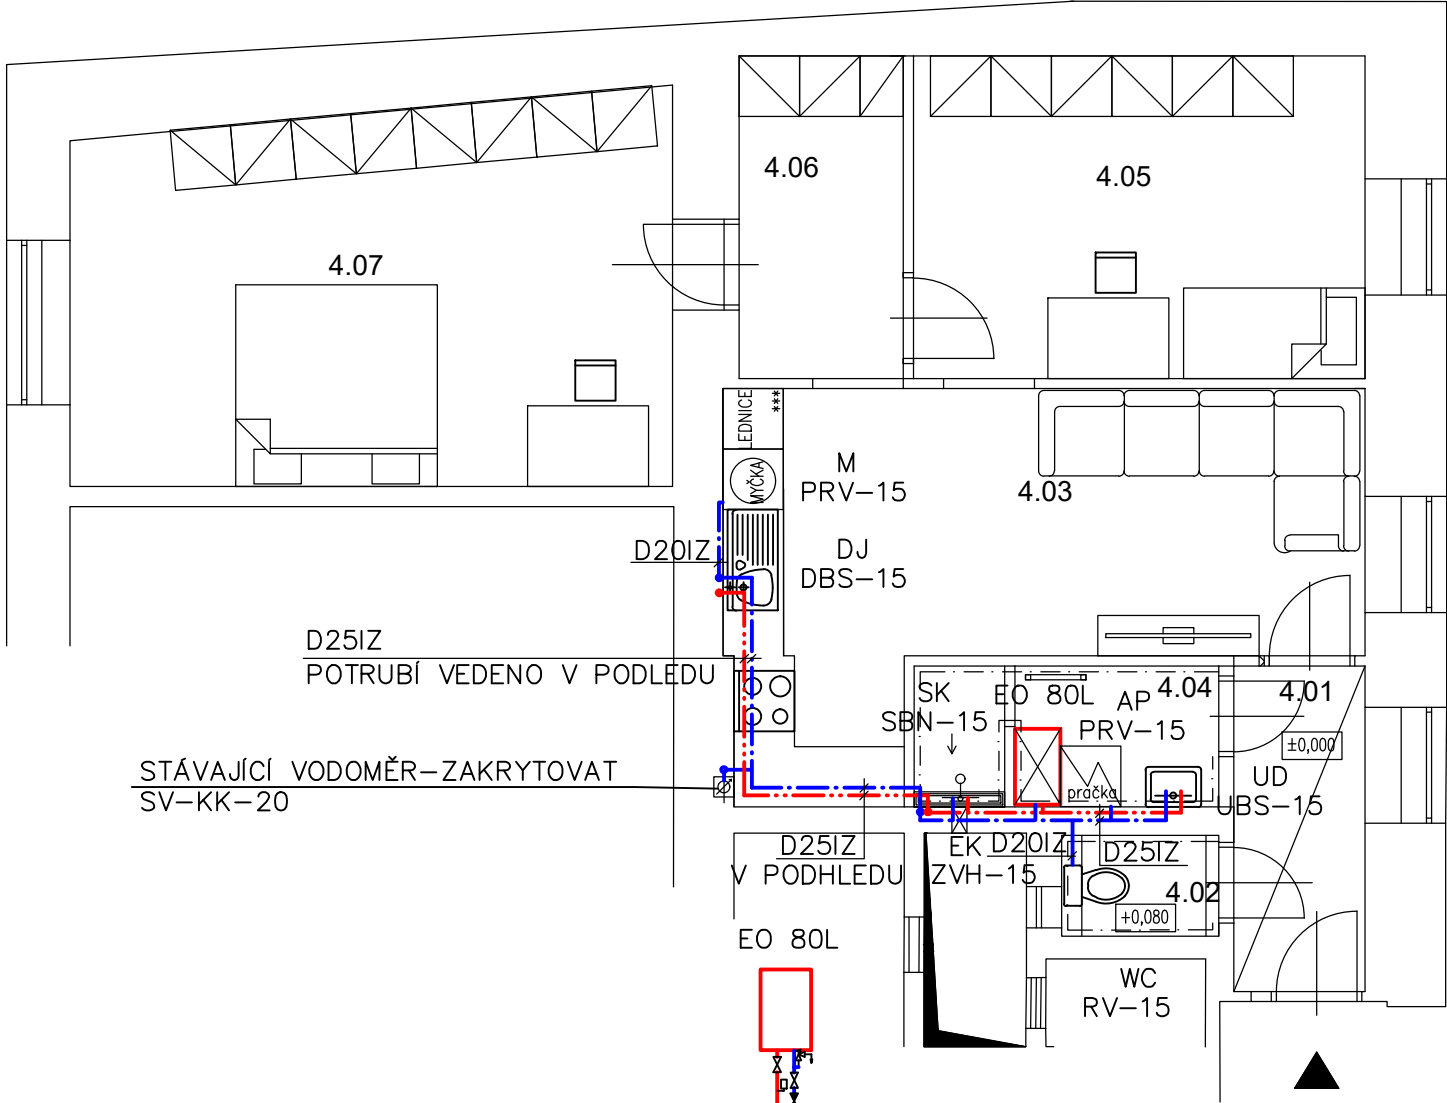 4.06
4.05
4.07
LEDNICE
***
MYČKA
M
PRV-15
4.03
D20IZ
DJ
DBS-15
D25IZ
POTRUBÍ VEDENO V PODLEDU
SK
SBN-15
EO 80L
AP
PRV-15
4.04
4.01
±0,000
STÁVAJÍCÍ VODOMĚR-ZAKRYTOVAT
SV-KK-20
pračka
UD
UBS-15
D25IZ
V PODHLEDU
EK
ZVH-15
D20IZ
D25IZ
4.02
+0,080
EO 80L
WC
RV-15